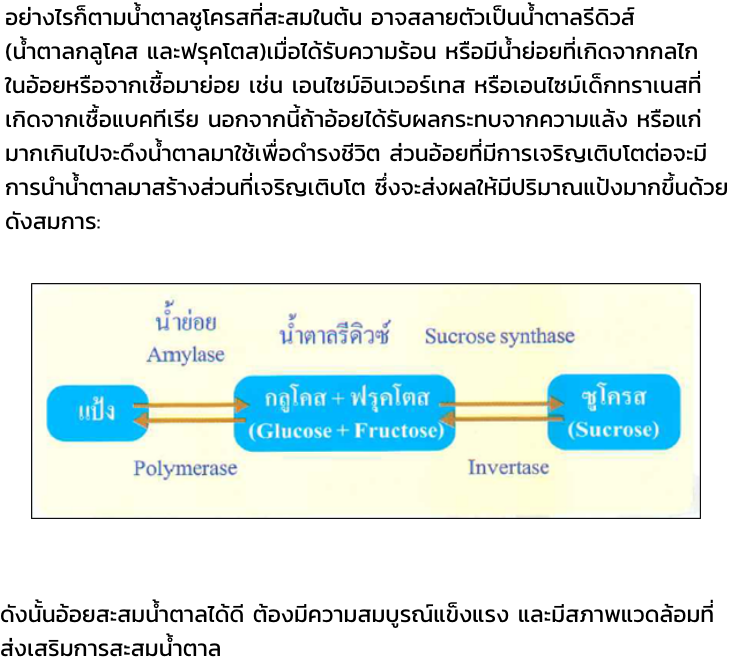 อย่างไรก็ตามน้ำตาลซูโครสที่สะสมในต้น อาจสลายตัวเป็นน้ำตาลรีดิวส์
(น้ำตาลกลูโคส และฟรุคโตส)เมื่อได้รับความร้อน หรือมีน้ำย่อยที่เกิดจากกลไก
ในอ้อยหรือจากเชื้อมาย่อย เช่น เอนไซม์อินเวอร์เทส หรือเอนไซม์เด็กทราเนสที่
เกิดจากเชื้อแบคทีเรีย นอกจากนี้ถ้าอ้อยได้รับผลกระทบจากความแล้ง หรือแก่
มากเกินไปจะดึงน้ำตาลมาใช้เพื่อดำรงชีวิต ส่วนอ้อยที่มีการเจริญเติบโตต่อจะมี
การนำน้ำตาลมาสร้างส่วนที่เจริญเติบโต ซึ่งจะส่งผลให้มีปริมาณแป้งมากขึ้นด้วย
ดังสมการ:
น้ำย่อย
Amylase
น้ำตาลรีดิวซ์
Sucrose synthase
แป้ง
กลูโคส + ฟรุคโตส
(Glucose + Fructose)
ซูโครส
(Sucrose)
Polymerase
Invertase
ดังนั้นอ้อยสะสมน้ำตาลได้ดี ต้องมีความสมบูรณ์แข็งแรง และมีสภาพแวดล้อมที่
ส่งเสริมการสะสมน้ำตาล